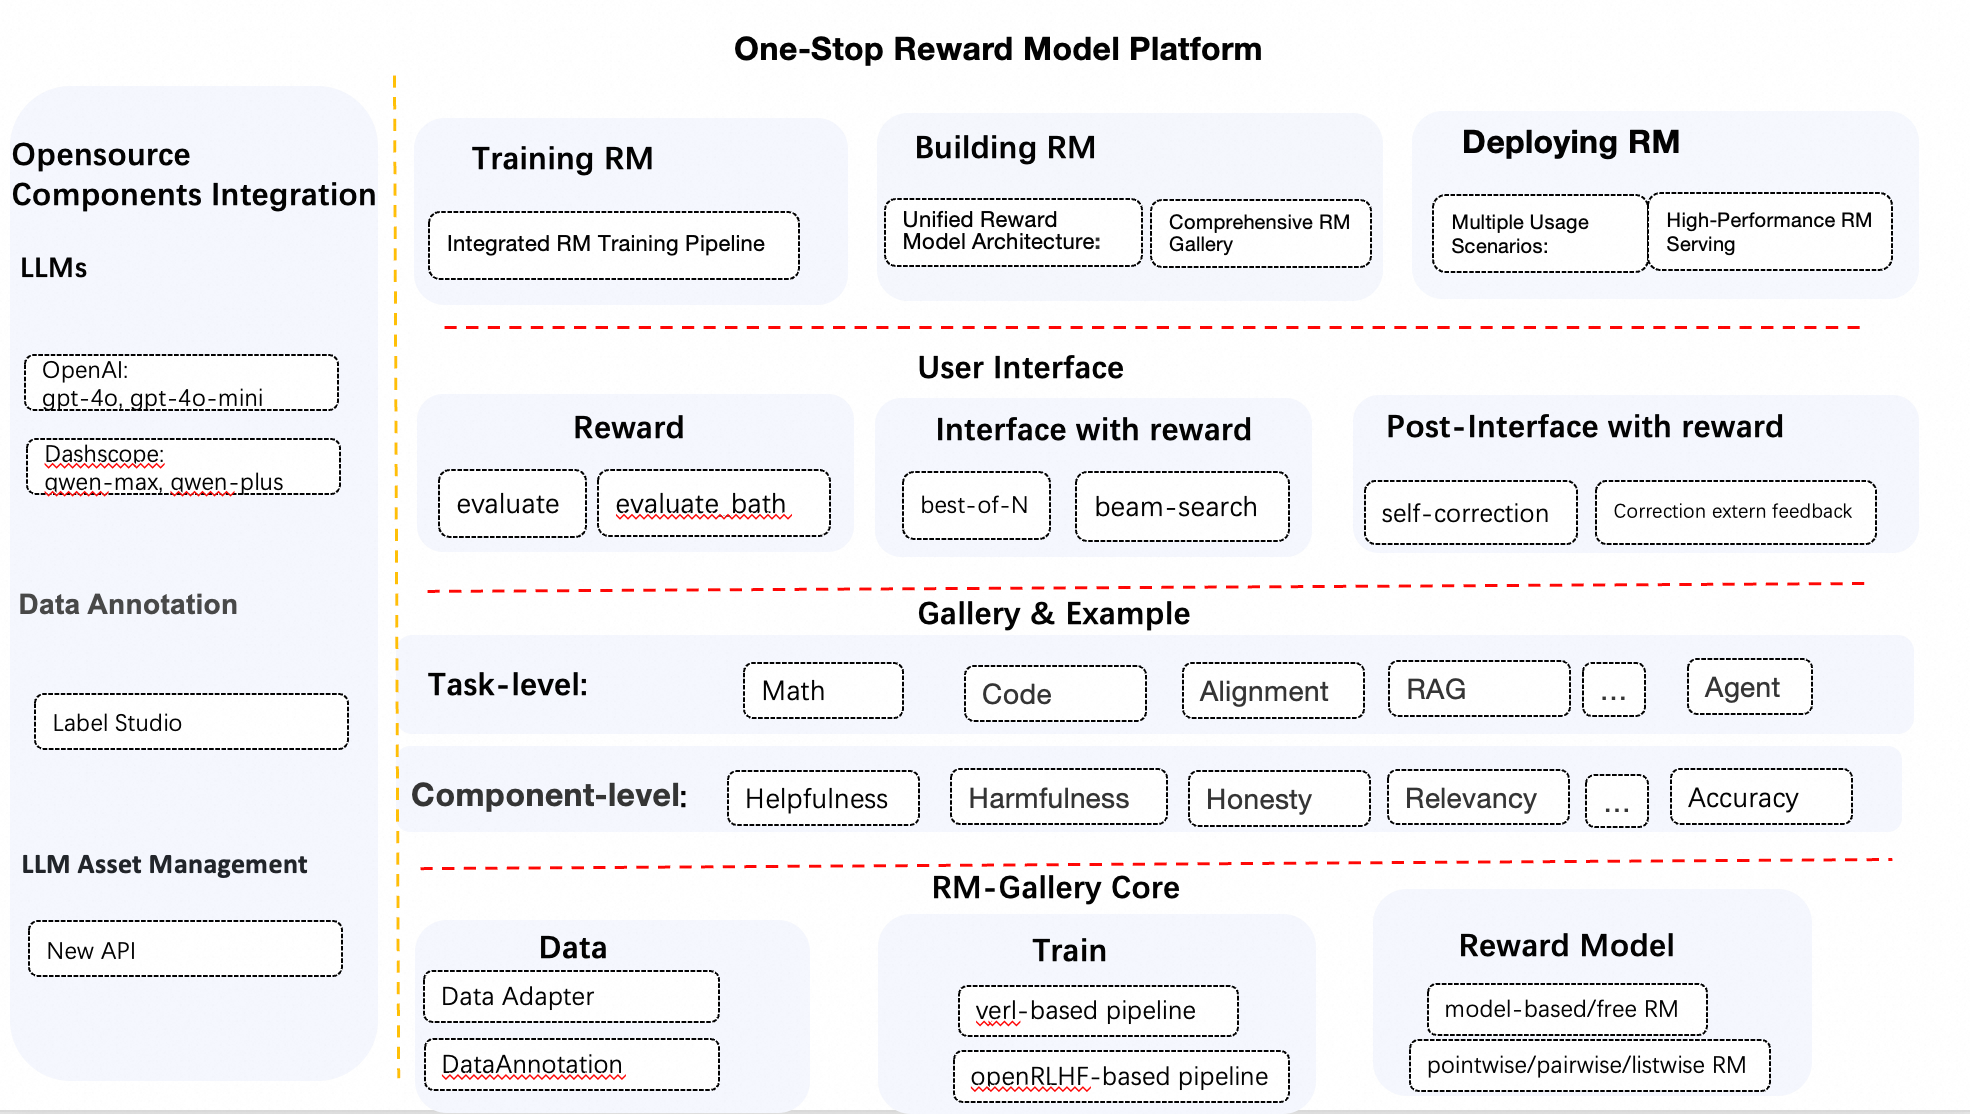 One-Stop Reward Model Platform
Opensource
Components Integration
LLMs
OpenAI:
gpt-4o, gpt-4o-mini
Dashscope:
qwen-max, qwen-plus
Data Annotation
Label Studio
LLM Asset Management
New API
Training RM
Integrated RM Training Pipeline
Building RM
Unified Reward
Model Architecture:
Comprehensive RM
Gallery
Deploying RM
Multiple Usage
Scenarios:
High-Performance RM
Serving
User Interface
Reward
evaluate
evaluate_bath
Interface with reward
best-of-N
beam-search
Post-Interface with reward
self-correction
Correction extern feedback
Gallery & Example
Task-level:
Math
Code
Alignment
RAG
...
Agent
Component-level:
Helpfulness
Harmfulness
Honesty
Relevancy
...
Accuracy
RM-Gallery Core
Data
Data Adapter
DataAnnotation
Train
verl-based pipeline
openRLHF-based pipeline
Reward Model
model-based/free RM
pointwise/pairwise/listwise RM